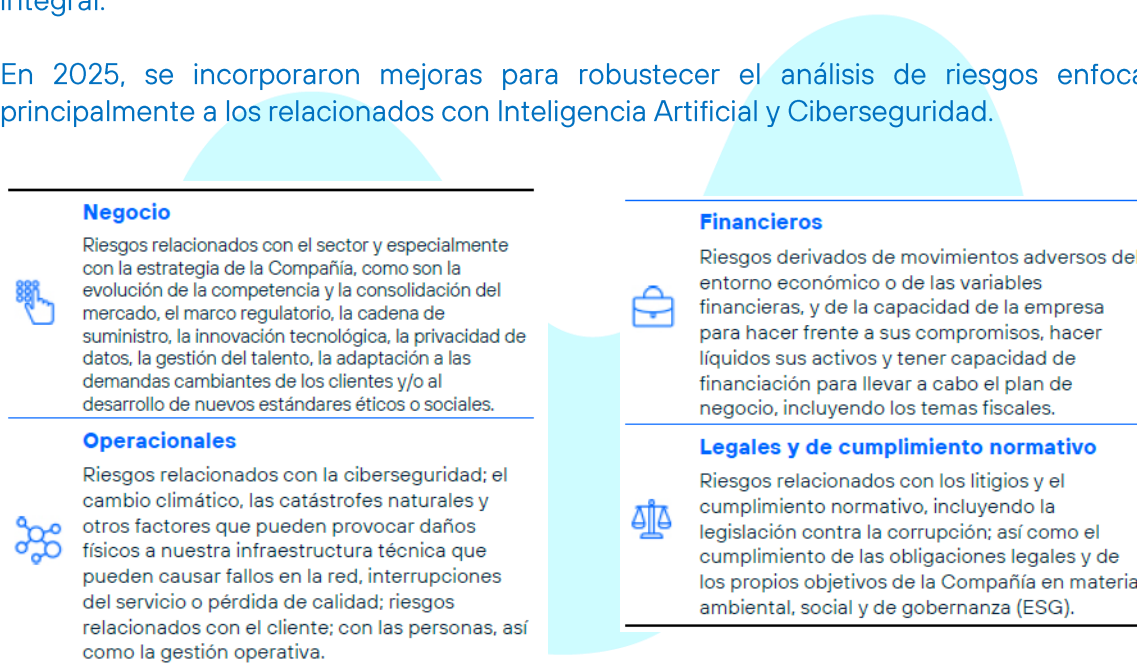 integral.
En 2025, se incorporaron mejoras para robustecer el análisis de riesgos enfoca
principalmente a los relacionados con Inteligencia Artificial y Ciberseguridad.
Negocio
Riesgos relacionados con el sector y especialmente
con la estrategia de la Compañía, como son la
evolución de la competencia y la consolidación del
mercado, el marco regulatorio, la cadena de
suministro, la innovación tecnológica, la privacidad de
datos, la gestión del talento, la adaptación a las
demandas cambiantes de los clientes y/o al
desarrollo de nuevos estándares éticos o sociales.
Operacionales
Riesgos relacionados con la ciberseguridad; el
cambio climático, las catástrofes naturales y
otros factores que pueden provocar daños
físicos a nuestra infraestructura técnica que
pueden causar fallos en la red, interrupciones
del servicio o pérdida de calidad; riesgos
relacionados con el cliente; con las personas, así
como la gestión operativa.
Financieros
Riesgos derivados de movimientos adversos del
entorno económico o de las variables
financieras, y de la capacidad de la empresa
para hacer frente a sus compromisos, hacer
líquidos sus activos y tener capacidad de
financiación para llevar a cabo el plan de
negocio, incluyendo los temas fiscales.
Legales y de cumplimiento normativo
Riesgos relacionados con los litigios y el
cumplimiento normativo, incluyendo la
legislación contra la corrupción; así como el
cumplimiento de las obligaciones legales y de
los propios objetivos de la Compañía en materia
ambiental, social y de gobernanza (ESG).